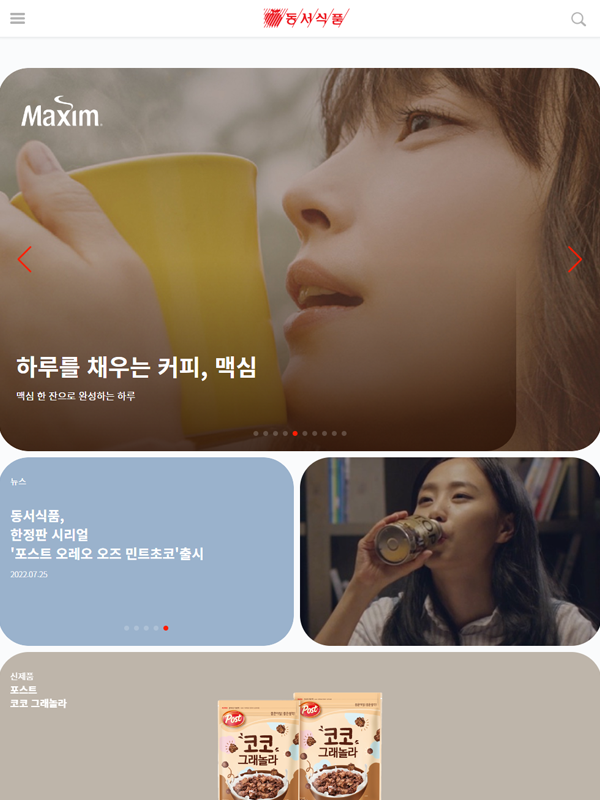 동서식품
Maxim
하루를 채우는 커피, 맥심
맥심 한 잔으로 완성하는 하루
뉴스
동서식품,
한정판 시리얼
'포스트 오레오 오즈 민트초코'출시
2022.07.25
신제품
포스트
코코 그래놀라
Post
코코
그래놀라
Post
코코
그래놀라